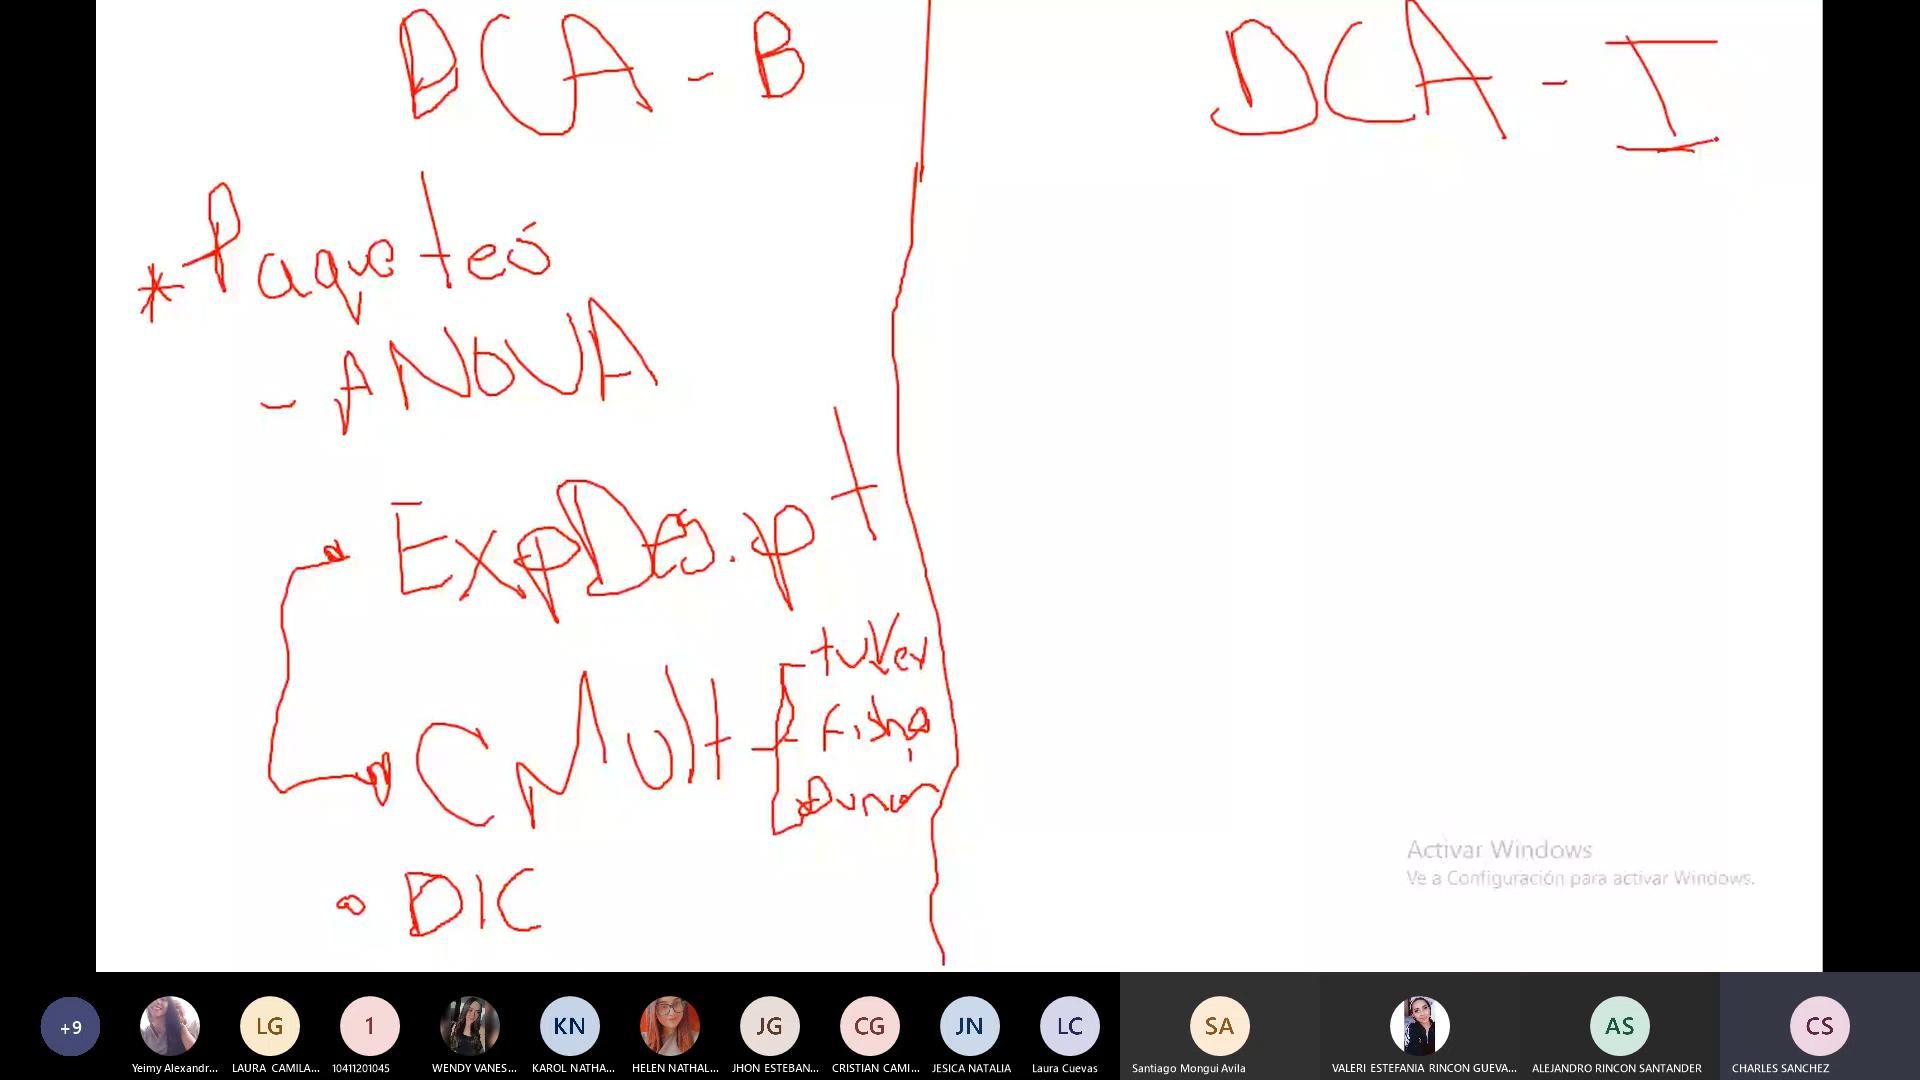 DCA - B
DCA - I
* Paquetes
- ANOVA
ExpDes.pt
CMult
tukey
Fisher
Duncan
DIC
Activar Windows
Ve a Configuración para activar Windows.
+9
LG
1
KN
JG
CG
JN
LC
SA
AS
CS
Yeimy Alexandr...
LAURA CAMILA...
10411201045
WENDY VANES...
KAROL NATHA...
HELEN NATHAL...
JHON ESTEBAN...
CRISTIAN CAMI...
JESICA NATALIA
Laura Cuevas
Santiago Mongui Avila
VALERI ESTEFANIA RINCON GUEVA...
ALEJANDRO RINCON SANTANDER
CHARLES SANCHEZ